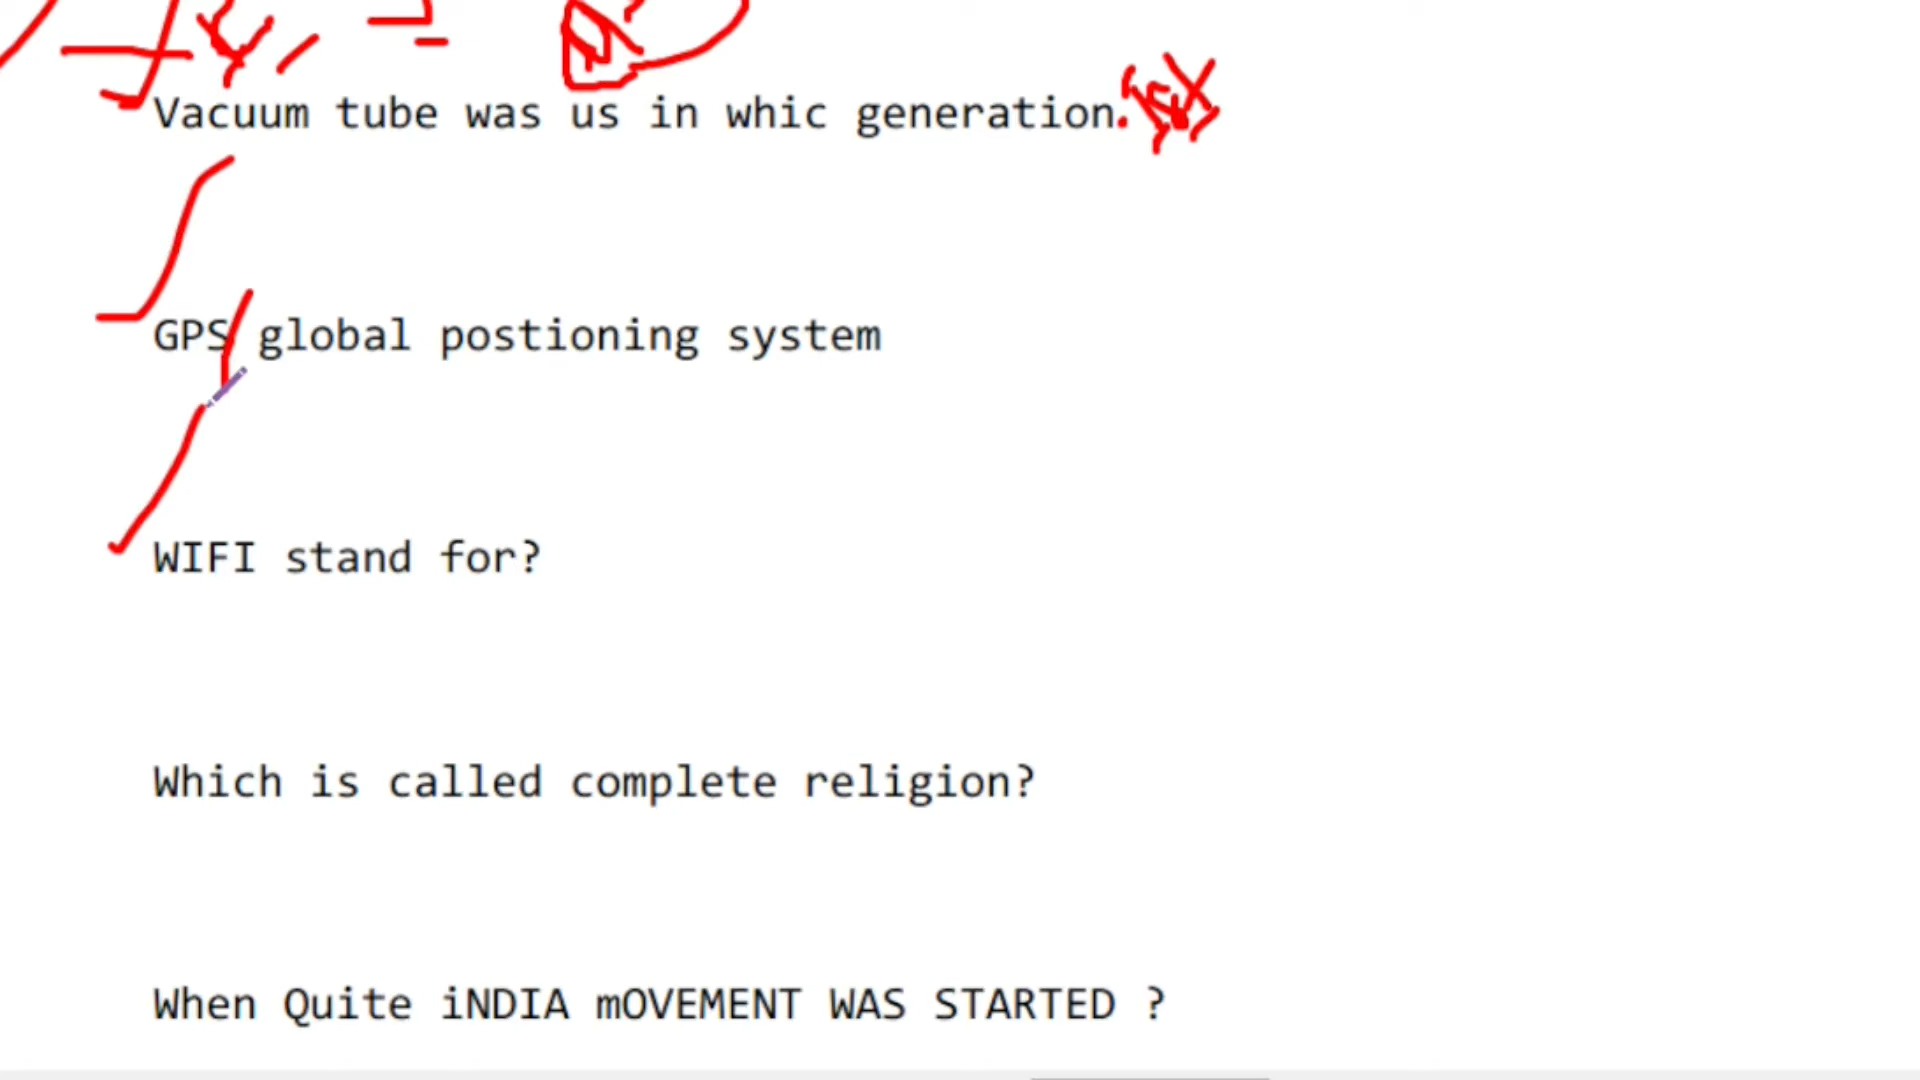 Vacuum tube was us in whic generation.
GPS global postioning system
WIFI stand for?
Which is called complete religion?
When Quite iNDIA mOVEMENT WAS STARTED ?